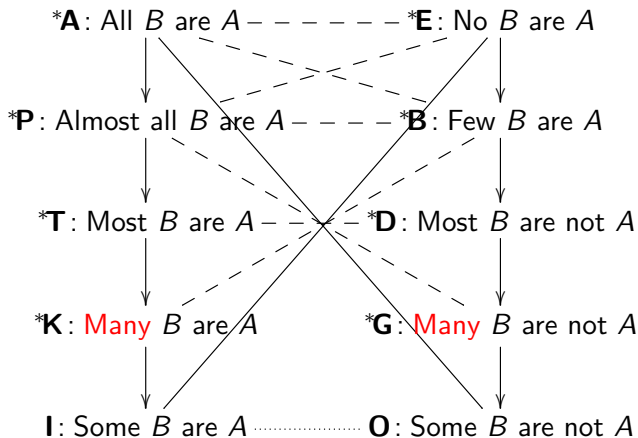 *A: All B are A *E: No B are A
*P: Almost all B are A *B: Few B are A
*T: Most B are A *D: Most B are not A
*K: Many B are A *G: Many B are not A
I: Some B are A O: Some B are not A